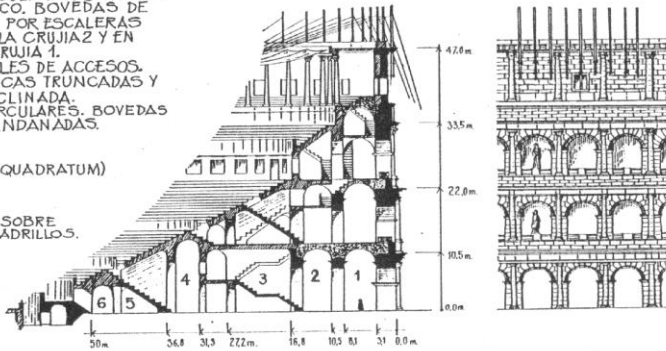 CO. BOVEDAS DE
POR ESCALERAS
LA CRUJIA 2 Y EN
RUJIA 1.
LES DE ACCESOS.
CAS TRUNCADAS Y
CLINADA.
RCULARES. BOVEDAS
NDANADAS.
QUADRATUM)
SOBRE
ADRILLOS.
47,0 m.
33,5 m.
22,0 m.
10,5 m.
0,0 m.
6 5 4 3 2 1
50 m. 36,8 31,3 27,2 m. 16,8 10,5 8,1 3,1 0,0 m.